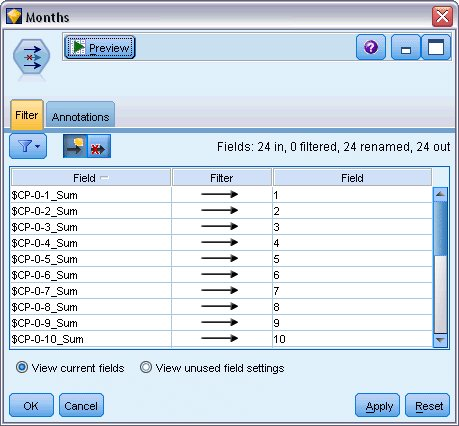 Months
Preview
?
Filter Annotations
Fields: 24 in, 0 filtered, 24 renamed, 24 out
Field Filter Field
$CP-0-1_Sum 1
$CP-0-2_Sum 2
$CP-0-3_Sum 3
$CP-0-4_Sum 4
$CP-0-5_Sum 5
$CP-0-6_Sum 6
$CP-0-7_Sum 7
$CP-0-8_Sum 8
$CP-0-9_Sum 9
$CP-0-10_Sum 10
View current fields View unused field settings
OK Cancel Apply Reset